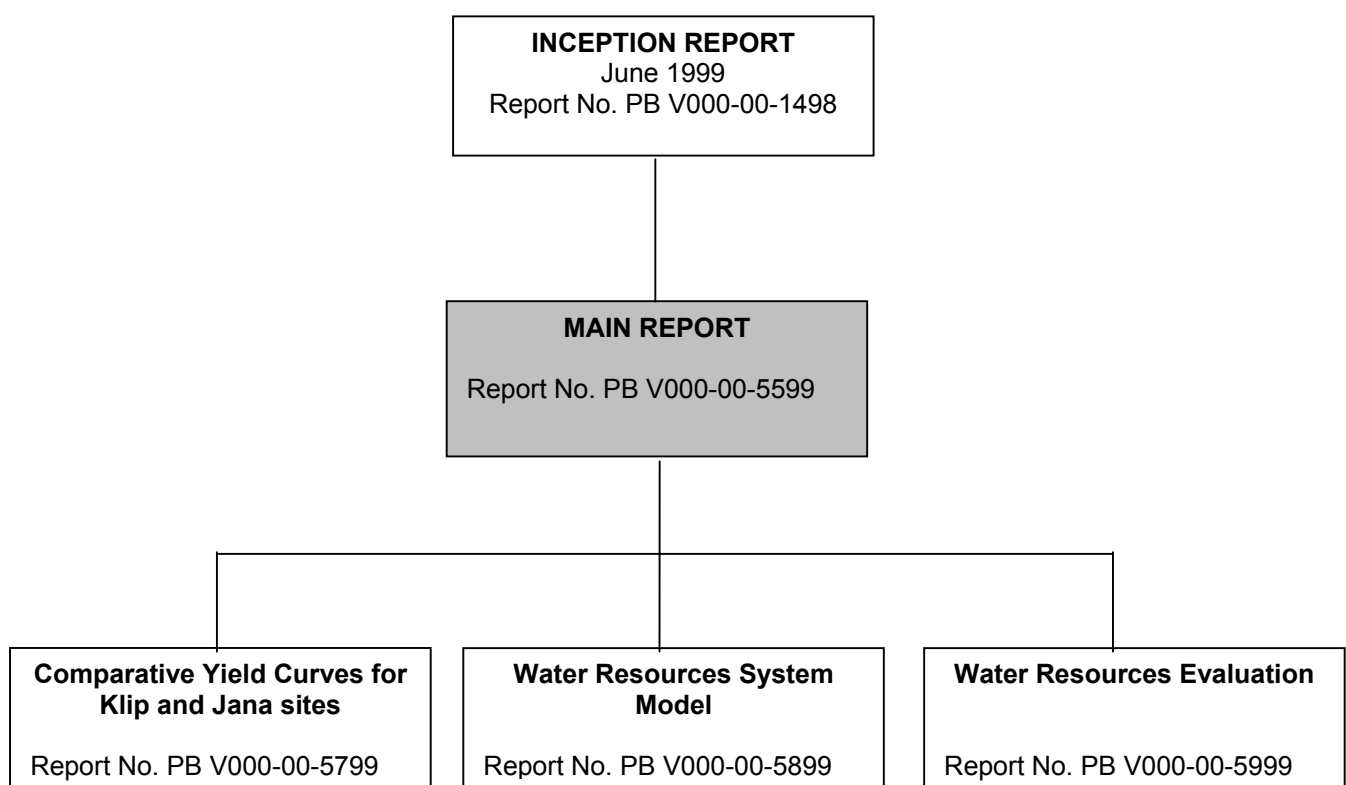 INCEPTION REPORT
June 1999
Report No. PB V000-00-1498
MAIN REPORT
Report No. PB V000-00-5599
Comparative Yield Curves for
Klip and Jana sites
Report No. PB V000-00-5799
Water Resources System
Model
Report No. PB V000-00-5899
Water Resources Evaluation
Report No. PB V000-00-5999